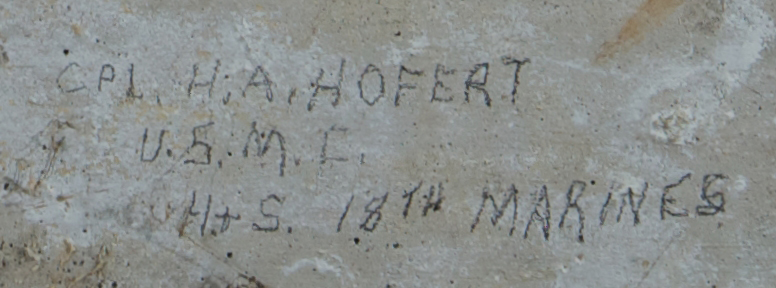 CPL. H.A. HOFERT
U.S.M.C.
H+S. 18TH MARINES